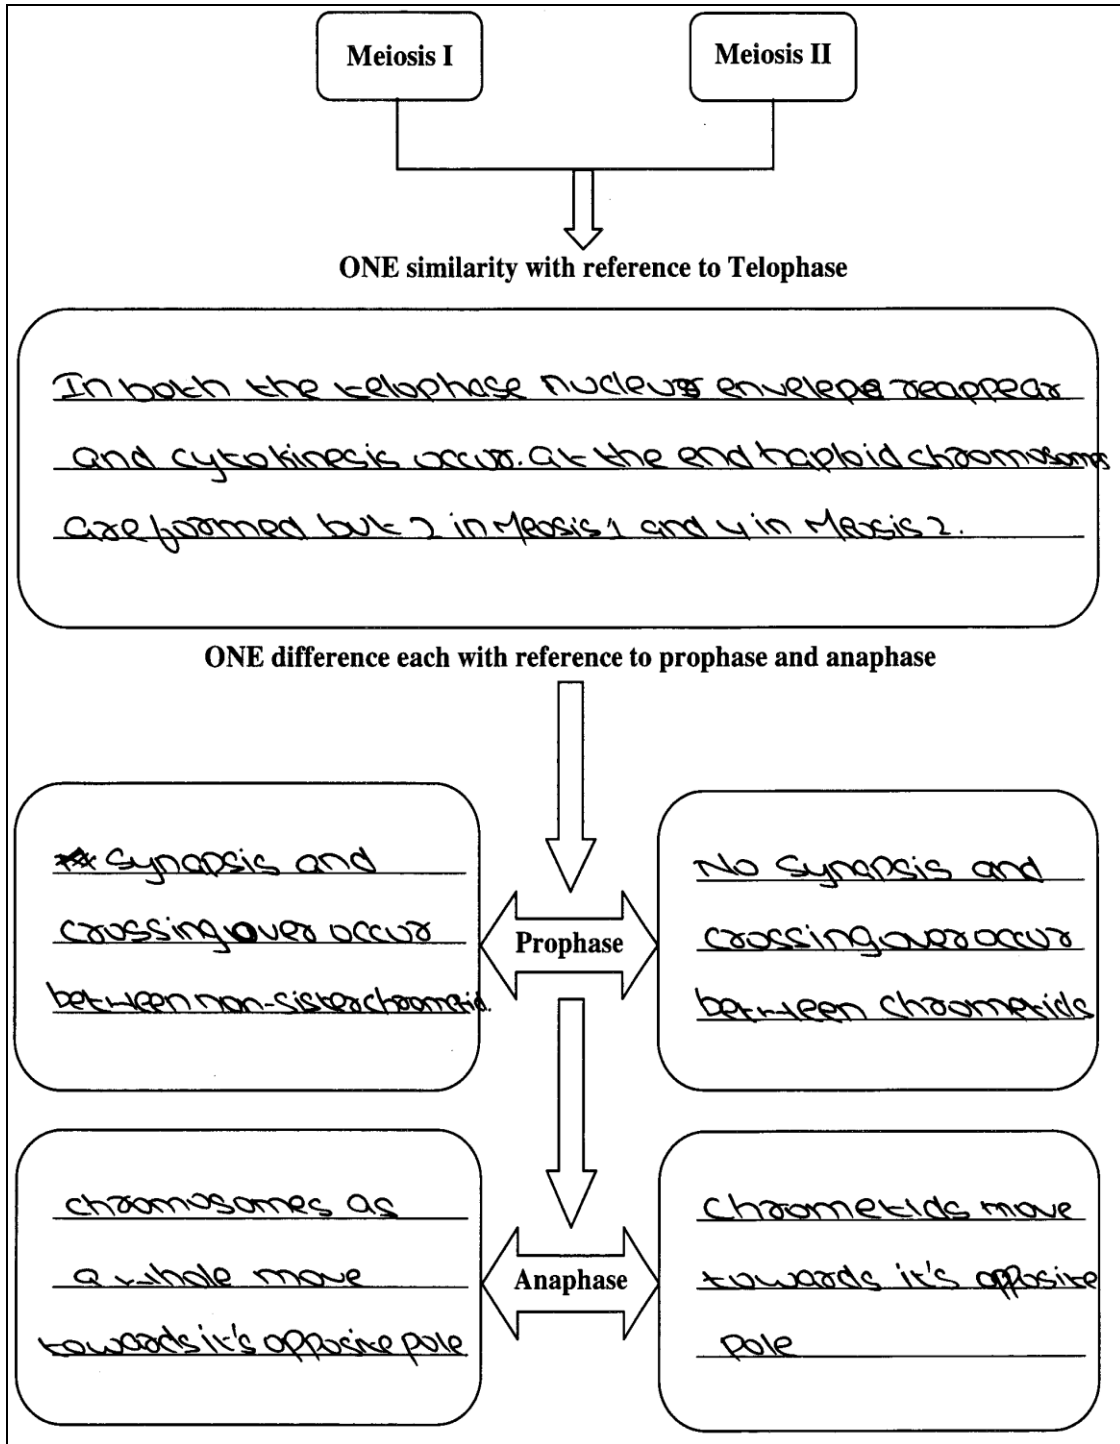 Meiosis I
Meiosis II
ONE similarity with reference to Telophase
In both the telophase nucleus envelope reappear
and cytokinesis occur. at the end haploid chromosomes
are formed but 2 in Meosis 1 and 4 in Meosis 2.
ONE difference each with reference to prophase and anaphase
Synapsis and
crossing over occur
between non-sister chrometid.
Prophase
No synapsis and
crossing over occur
between chrometids
chromosomes as
a whole move
towards it's opposite pole
Anaphase
Chrometids move
towards it's opposite
pole